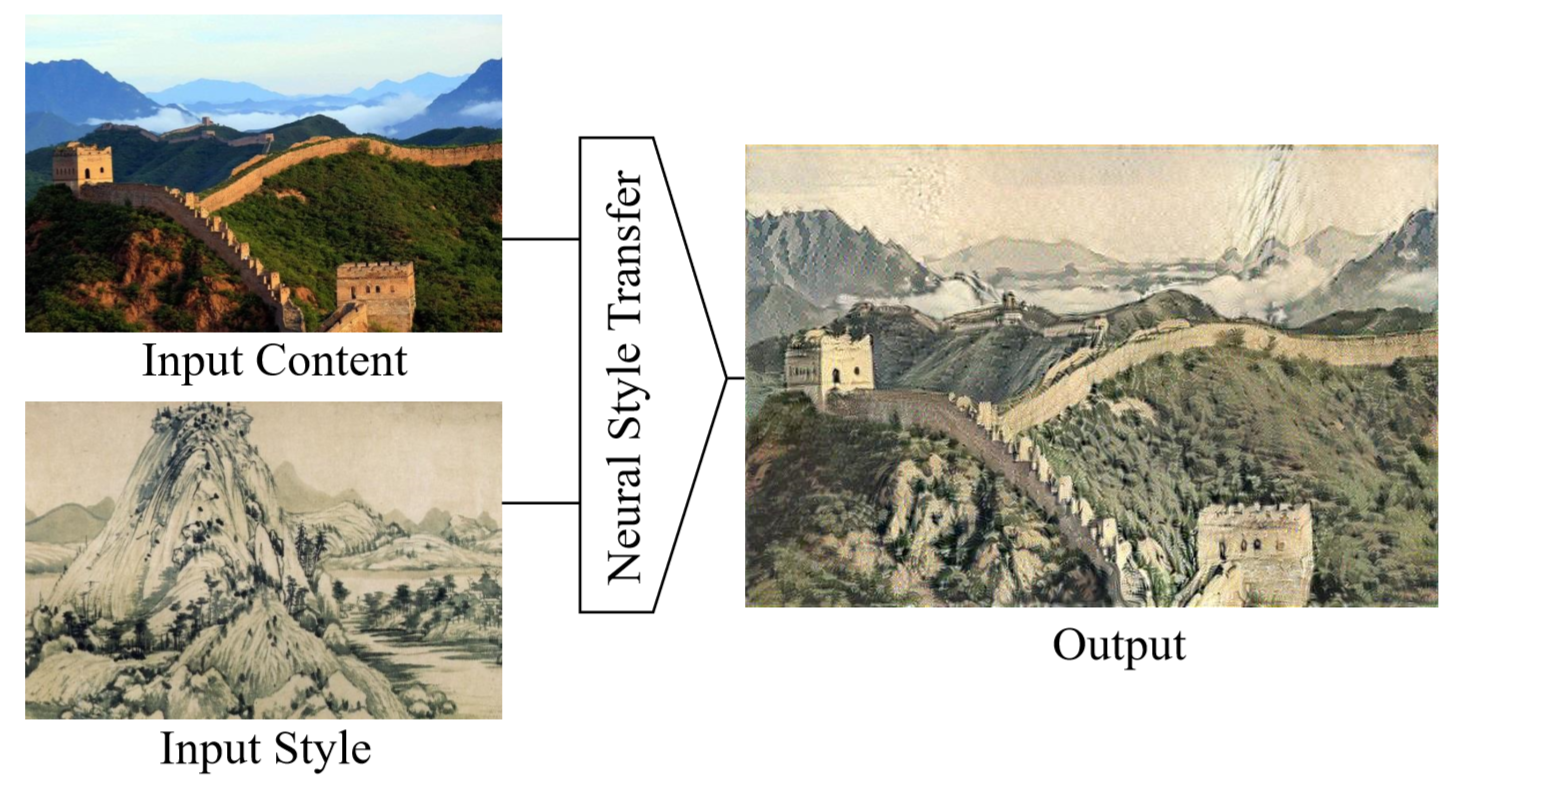 Input Content
Input Style
Neural Style Transfer
Output